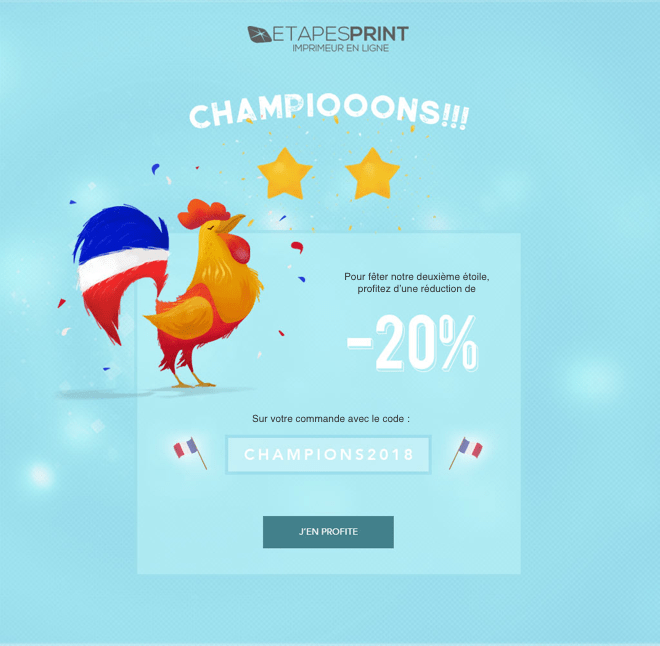 ETAPESPRINT
IMPRIMEUR EN LIGNE
CHAMPIOOONS!!!
Pour fêter notre deuxième étoile,
profitez d'une réduction de
-20%
Sur votre commande avec le code :
CHAMPIONS2018
J'EN PROFITE